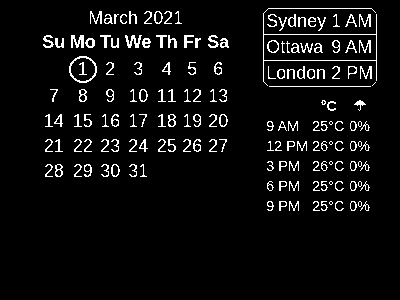 March 2021
Su Mo Tu We Th Fr Sa
1 2 3 4 5 6
7 8 9 10 11 12 13
14 15 16 17 18 19 20
21 22 23 24 25 26 27
28 29 30 31
Sydney 1 AM
Ottawa 9 AM
London 2 PM
°C
9 AM 25°C 0%
12 PM 26°C 0%
3 PM 26°C 0%
6 PM 25°C 0%
9 PM 25°C 0%